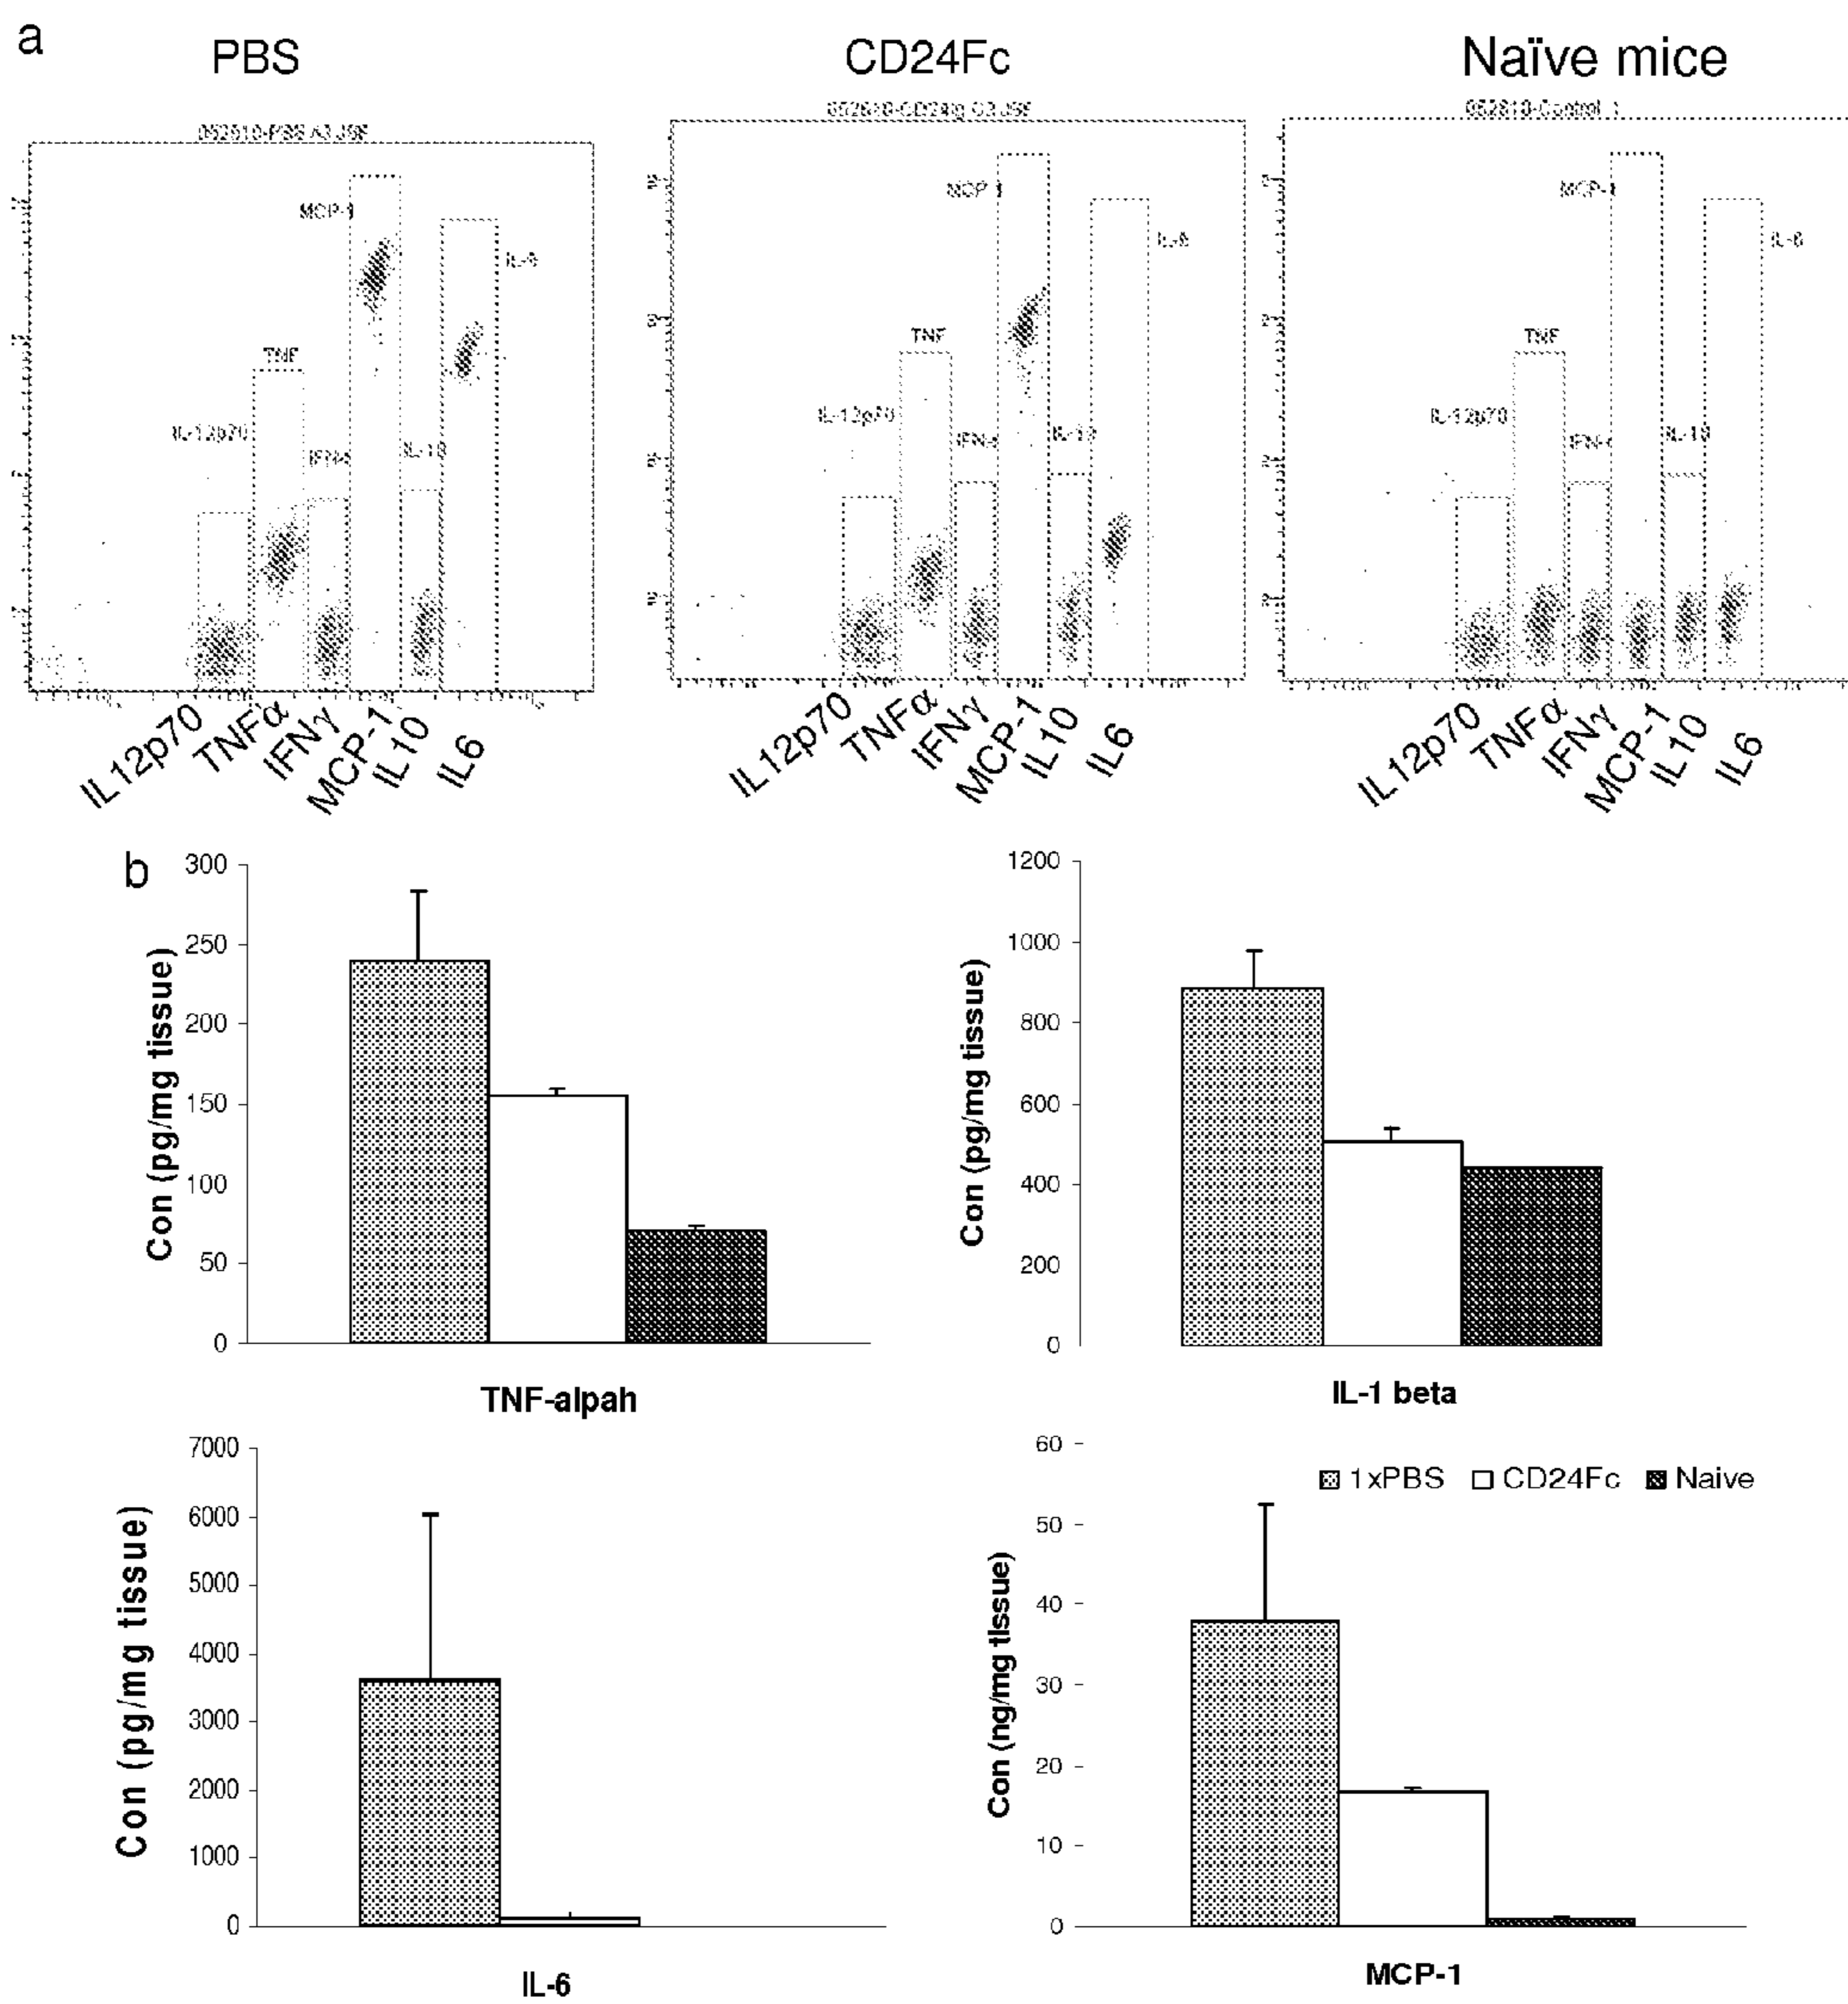 a
PBS
CD24Fc
Naïve mice
MCP-1
TNF
IL-12p70
MCP-1
IL-6
TNF
IL-12p70
IL-10
MCP-1
IL-6
TNF
IL-12p70
IL-10
IL12p70
TNFα
IFNγ
MCP-1
IL10
IL6
IL12p70
TNFα
IFNγ
MCP-1
IL10
IL6
IL12p70
TNFα
IFNγ
MCP-1
IL10
IL6
b
300
250
200
150
100
50
0
Con (pg/mg tissue)
TNF-alpah
1200
1000
800
600
400
200
0
Con (pg/mg tissue)
IL-1 beta
7000
6000
5000
4000
3000
2000
1000
0
Con (pg/mg tissue)
IL-6
60
50
40
30
20
10
0
Con (ng/mg tissue)
1xPBS CD24Fc Naive
MCP-1